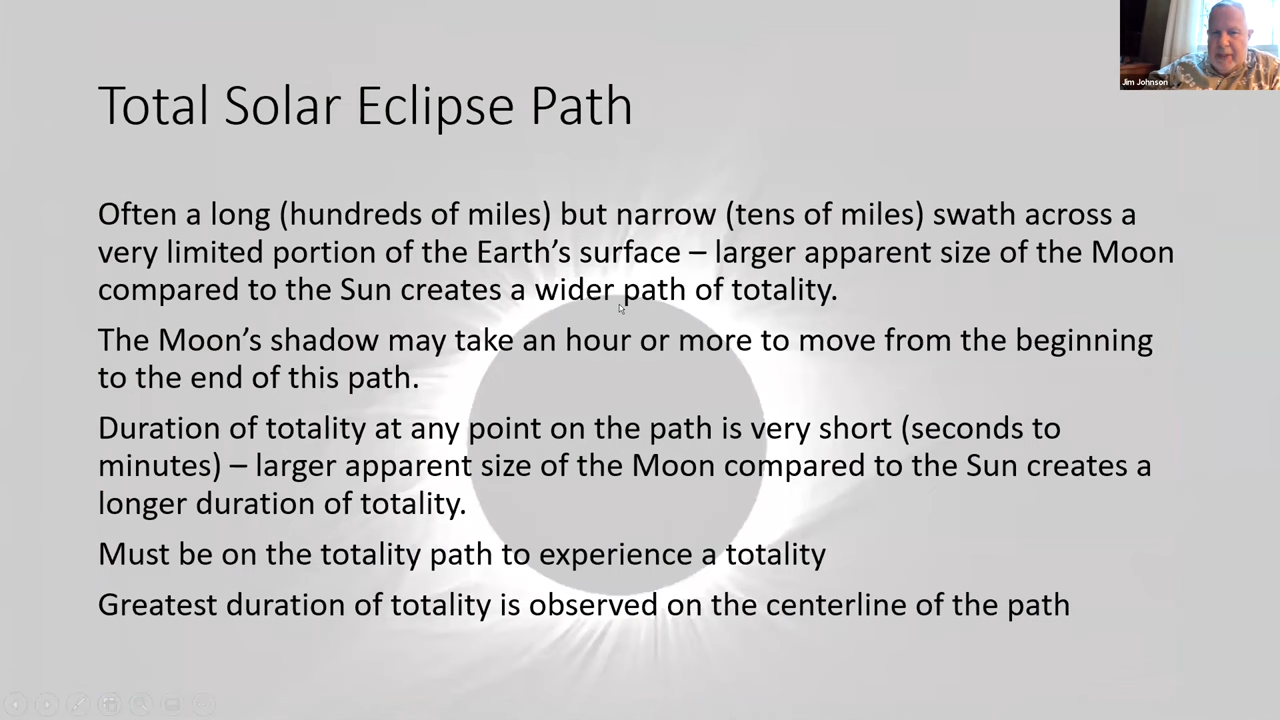 Jim Johnson
Total Solar Eclipse Path
Often a long (hundreds of miles) but narrow (tens of miles) swath across a
very limited portion of the Earth’s surface – larger apparent size of the Moon
compared to the Sun creates a wider path of totality.
The Moon’s shadow may take an hour or more to move from the beginning
to the end of this path.
Duration of totality at any point on the path is very short (seconds to
minutes) – larger apparent size of the Moon compared to the Sun creates a
longer duration of totality.
Must be on the totality path to experience a totality
Greatest duration of totality is observed on the centerline of the path